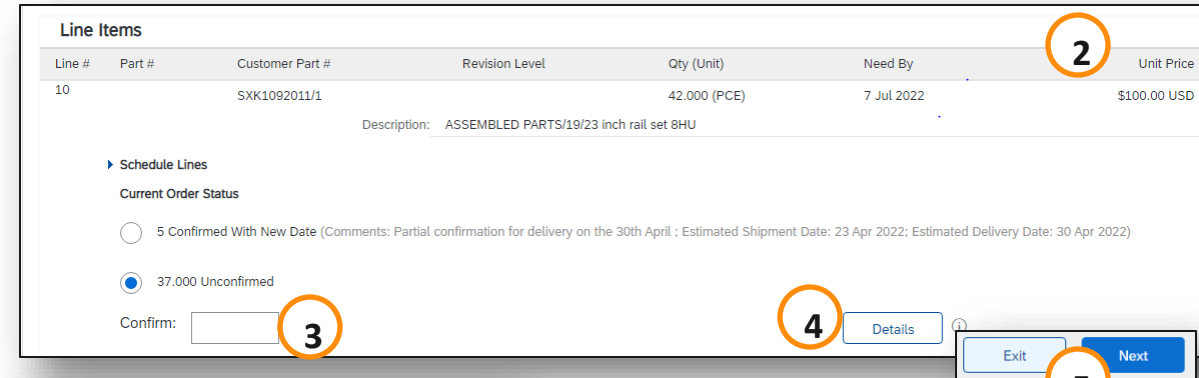 Line Items
2
Line # Part # Customer Part # Revision Level Qty (Unit) Need By Unit Price
10 SXK1092011/1 42.000 (PCE) 7 Jul 2022 $100.00 USD
Description: ASSEMBLED PARTS/19/23 inch rail set 8HU
Schedule Lines
Current Order Status
5 Confirmed With New Date (Comments: Partial confirmation for delivery on the 30th April ; Estimated Shipment Date: 23 Apr 2022; Estimated Delivery Date: 30 Apr 2022)
37.000 Unconfirmed
Confirm: 3 4 Details i
Exit Next